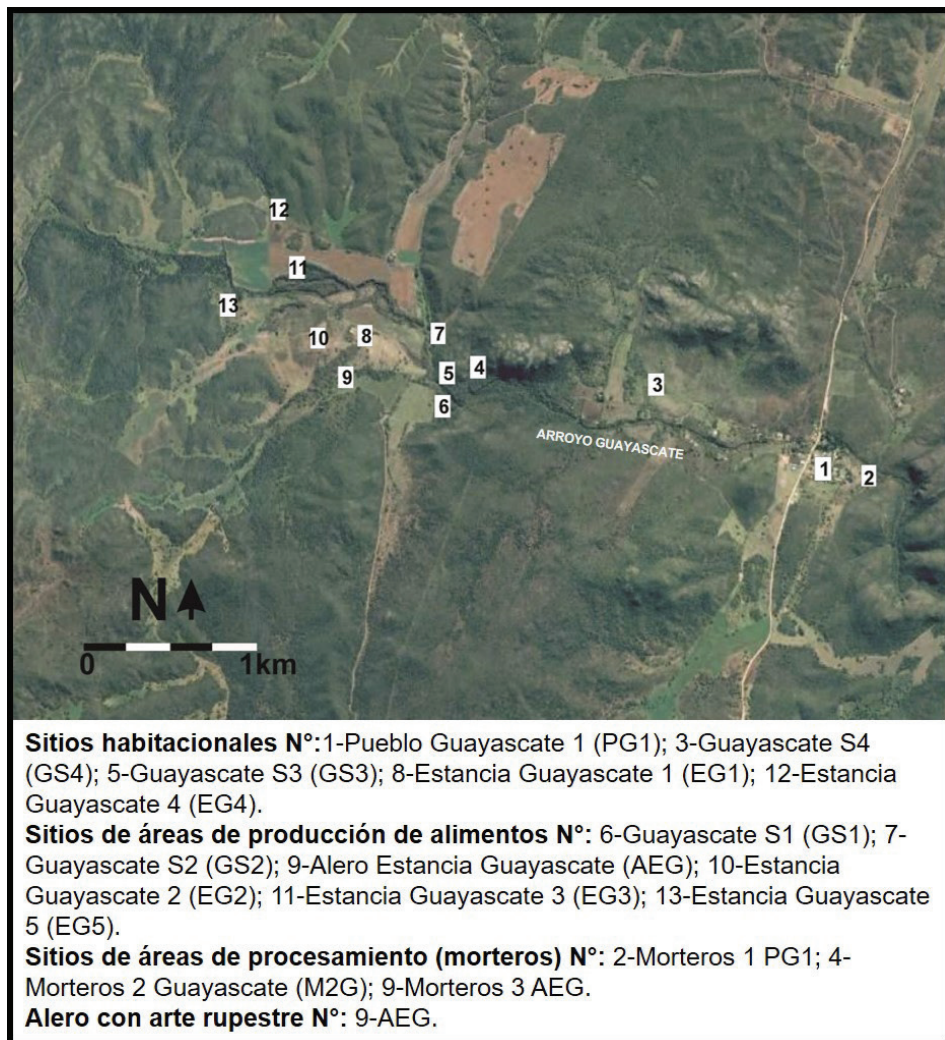 12
11
13
10
8
7
9
5
4
6
3
ARROYO GUAYASCATE
1
2
N
0 1km
Sitios habitacionales N°:1-Pueblo Guayascate 1 (PG1); 3-Guayascate S4
(GS4); 5-Guayascate S3 (GS3); 8-Estancia Guayascate 1 (EG1); 12-Estancia
Guayascate 4 (EG4).
Sitios de áreas de producción de alimentos N°: 6-Guayascate S1 (GS1); 7-
Guayascate S2 (GS2); 9-Alero Estancia Guayascate (AEG); 10-Estancia
Guayascate 2 (EG2); 11-Estancia Guayascate 3 (EG3); 13-Estancia Guayascate
5 (EG5).
Sitios de áreas de procesamiento (morteros) N°: 2-Morteros 1 PG1; 4-
Morteros 2 Guayascate (M2G); 9-Morteros 3 AEG.
Alero con arte rupestre N°: 9-AEG.